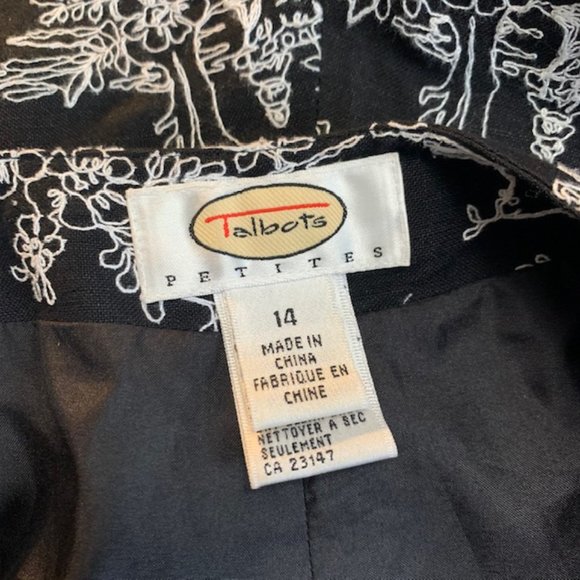 Talbots
PETITES
14
MADE IN
CHINA
FABRIQUE EN
CHINE
NETTOYER A SEC
SEULEMENT
CA 23147